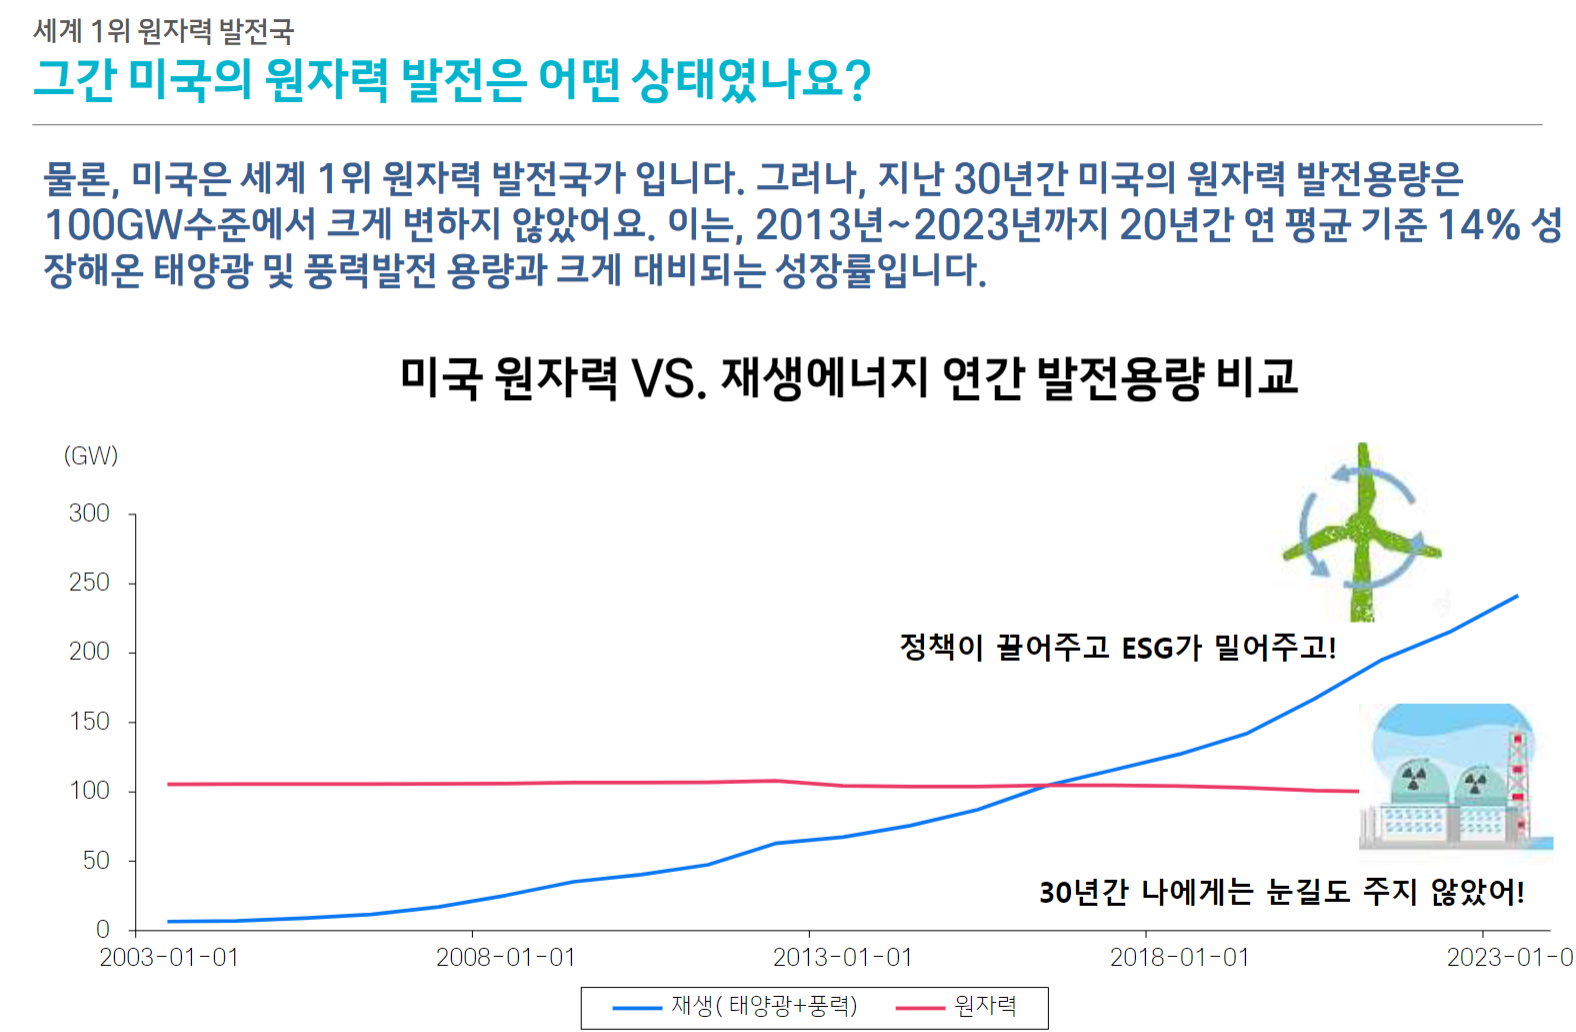 세계 1위 원자력 발전국
그간 미국의 원자력 발전은 어떤 상태였나요?
물론, 미국은 세계 1위 원자력 발전국가 입니다. 그러나, 지난 30년간 미국의 원자력 발전용량은
100GW수준에서 크게 변하지 않았어요. 이는, 2013년~2023년까지 20년간 연 평균 기준 14% 성
장해온 태양광 및 풍력발전 용량과 크게 대비되는 성장률입니다.
미국 원자력 VS. 재생에너지 연간 발전용량 비교
(GW)
300
250
200
150
100
50
0
정책이 끌어주고 ESG가 밀어주고!
30년간 나에게는 눈길도 주지 않았어!
2003-01-01 2008-01-01 2013-01-01 2018-01-01 2023-01-0
재생( 태양광+풍력) 원자력